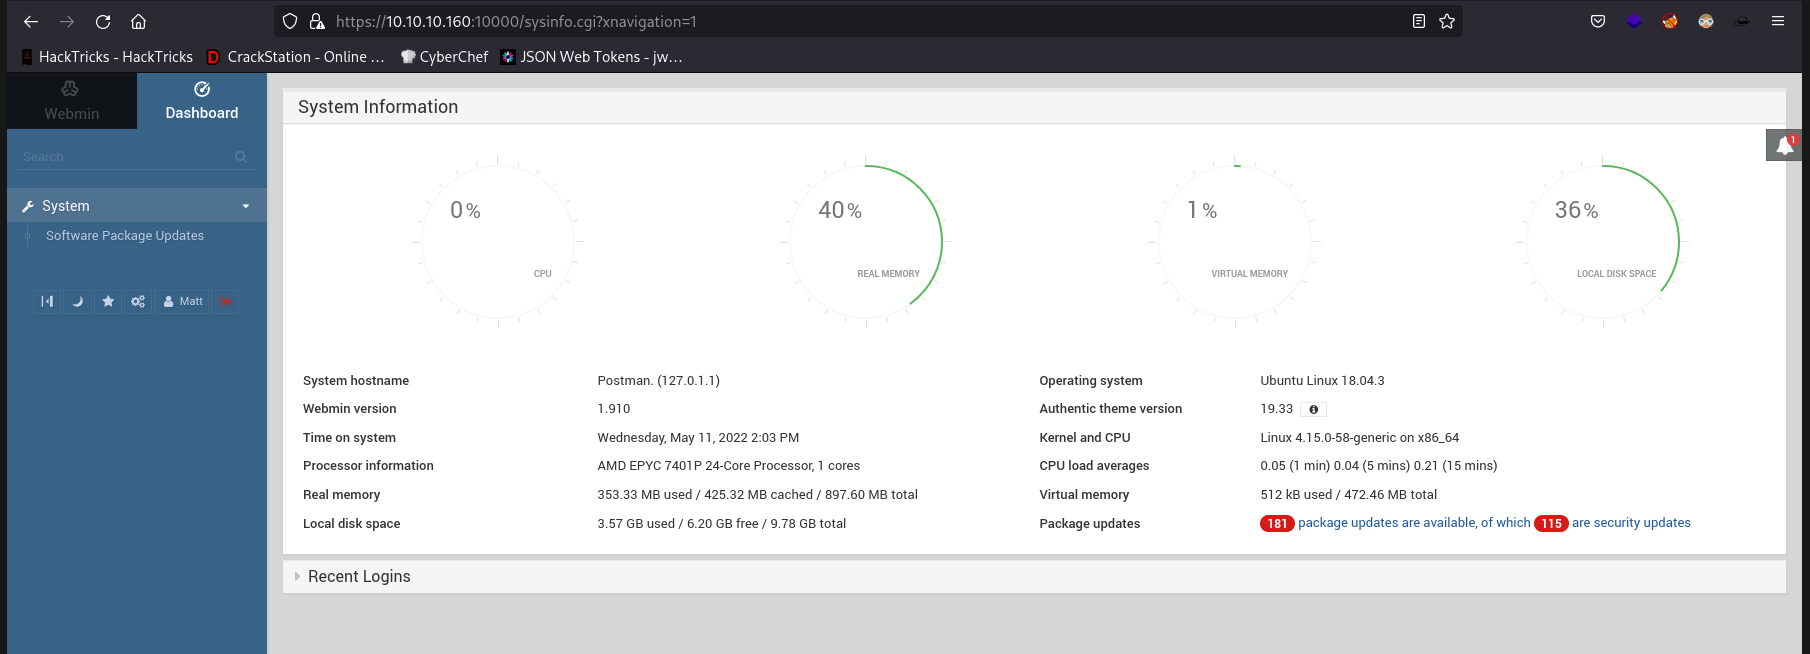 https://10.10.10.160:10000/sysinfo.cgi?xnavigation=1
HackTricks - HackTricks CrackStation - Online … CyberChef JSON Web Tokens - jw…
Webmin
Dashboard
Search
System
Software Package Updates
Matt
System Information
1
0%
CPU
40%
REAL MEMORY
1%
VIRTUAL MEMORY
36%
LOCAL DISK SPACE
System hostname Postman. (127.0.1.1)
Operating system Ubuntu Linux 18.04.3
Webmin version 1.910
Authentic theme version 19.33
Time on system Wednesday, May 11, 2022 2:03 PM
Kernel and CPU Linux 4.15.0-58-generic on x86_64
Processor information AMD EPYC 7401P 24-Core Processor, 1 cores
CPU load averages 0.05 (1 min) 0.04 (5 mins) 0.21 (15 mins)
Real memory 353.33 MB used / 425.32 MB cached / 897.60 MB total
Virtual memory 512 kB used / 472.46 MB total
Local disk space 3.57 GB used / 6.20 GB free / 9.78 GB total
Package updates 181 package updates are available, of which 115 are security updates
Recent Logins